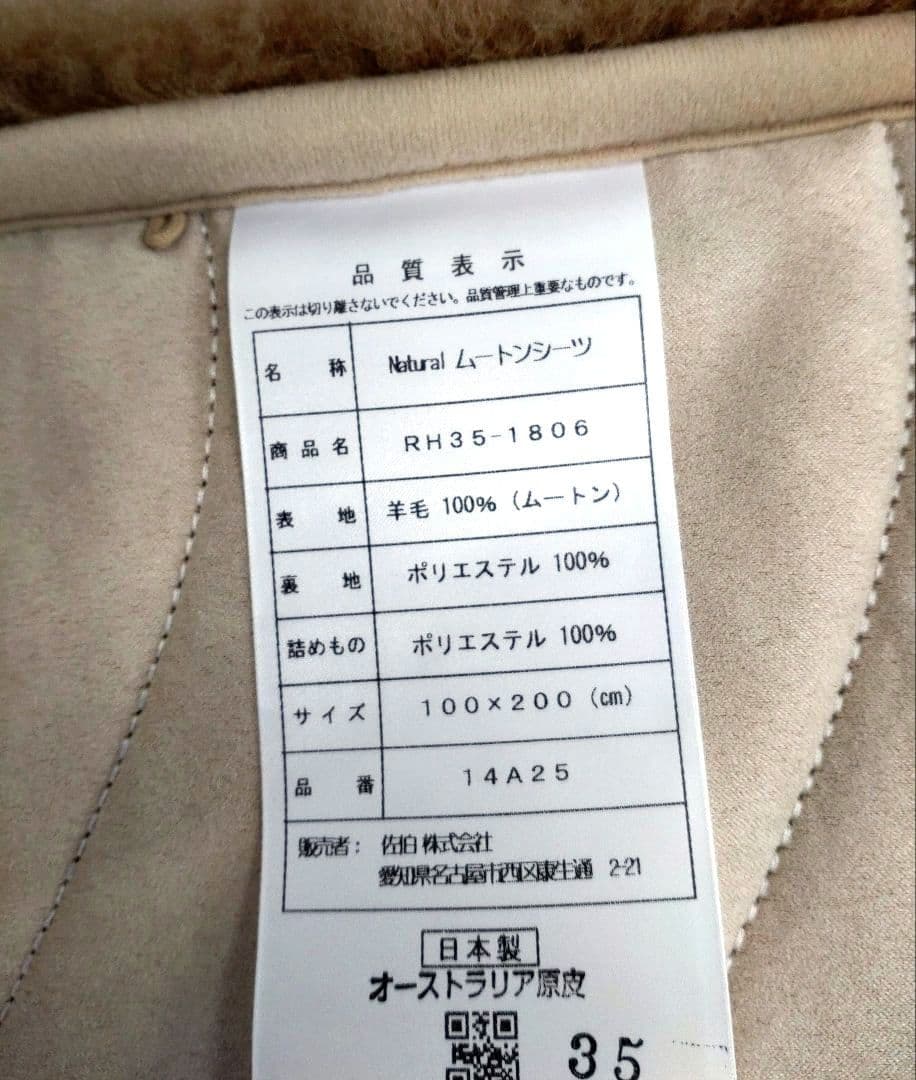 品質表示
この表示は切り離さないでください。品質管理上重要なものです。
名称 Natural ムートンシーツ
商品名 RH35-1806
表地 羊毛 100% (ムートン)
裏地 ポリエステル 100%
詰めもの ポリエステル 100%
サイズ 100×200 (cm)
品番 14A25
販売者: 佐伯 株式会社
愛知県名古屋市西区康生通 2-21
日本製
オーストラリア原皮
35